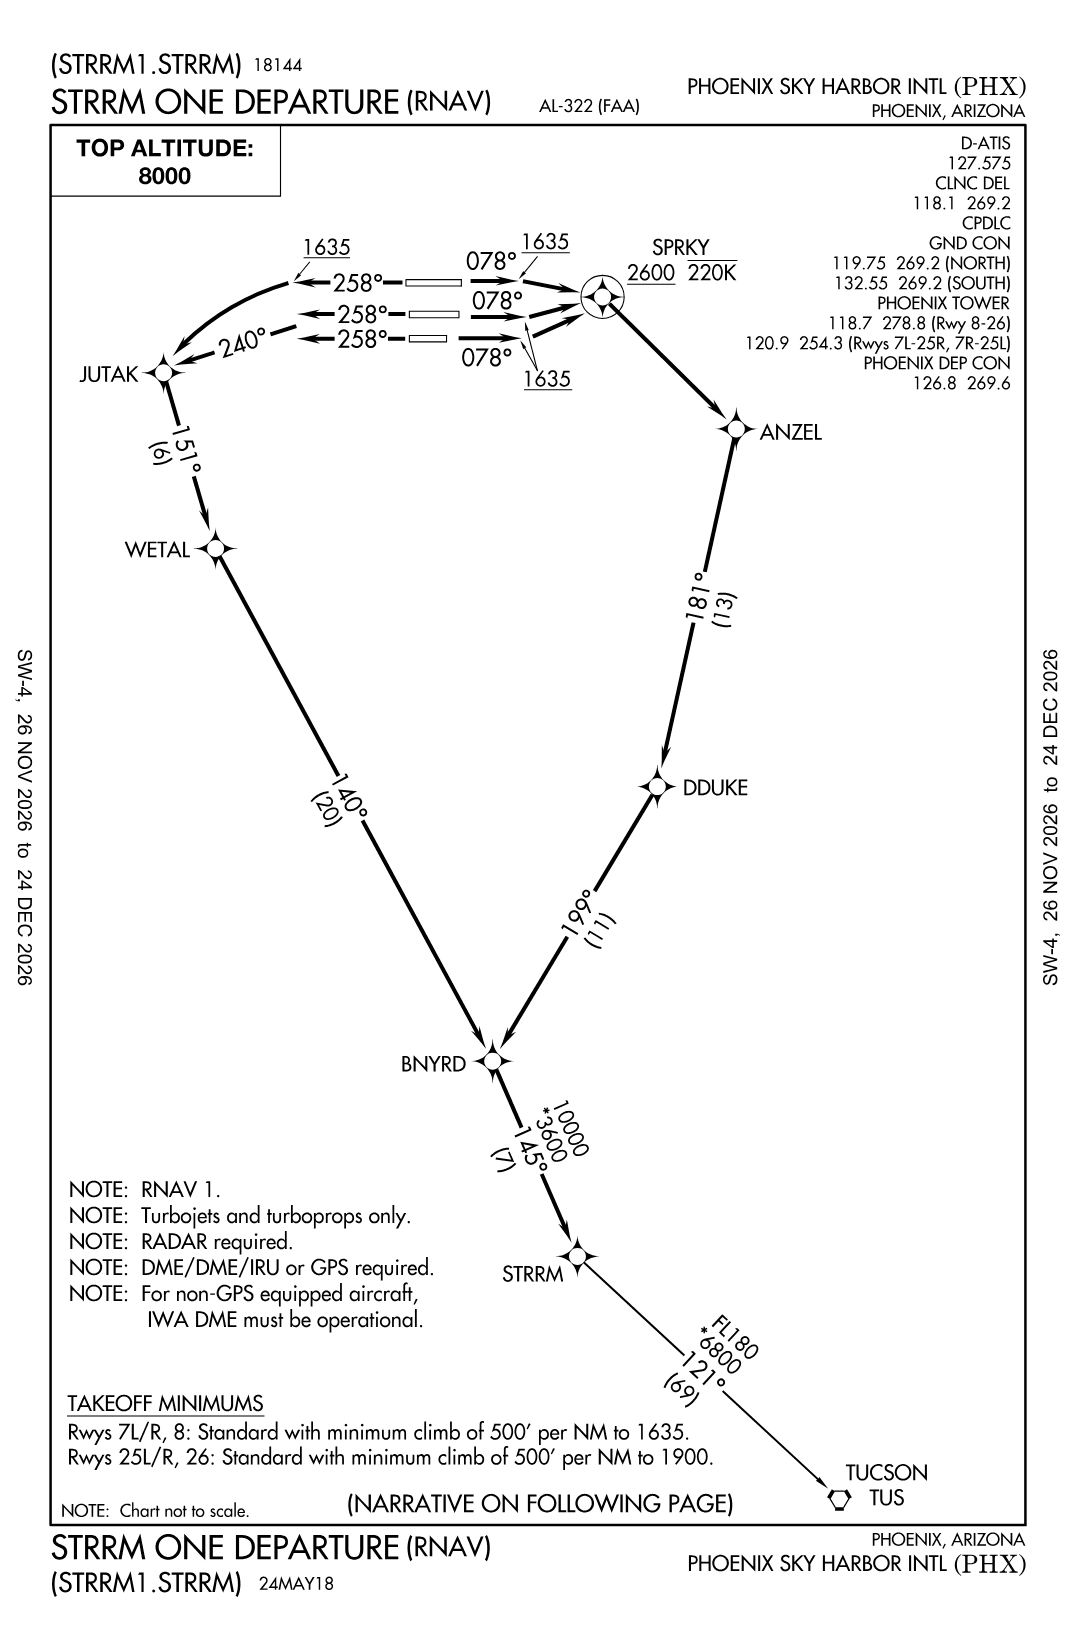 (STRRM1.STRRM) 18144
STRRM ONE DEPARTURE (RNAV)
AL-322 (FAA)
PHOENIX SKY HARBOR INTL (PHX)
PHOENIX, ARIZONA
TOP ALTITUDE:
8000
D-ATIS
127.575
CLNC DEL
118.1 269.2
CPDLC
GND CON
119.75 269.2 (NORTH)
132.55 269.2 (SOUTH)
PHOENIX TOWER
118.7 278.8 (Rwy 8-26)
120.9 254.3 (Rwys 7L-25R, 7R-25L)
PHOENIX DEP CON
126.8 269.6
1635
1635
SPRKY
2600 220K
258°
078°
258°
078°
258°
078°
1635
240°
JUTAK
ANZEL
151°
(6)
WETAL
181°
(13)
DDUKE
140°
(20)
199°
(11)
BNYRD
10000
*3600
145°
(7)
STRRM
FL180
*6800
121°
(69)
TUCSON
TUS
NOTE: RNAV 1.
NOTE: Turbojets and turboprops only.
NOTE: RADAR required.
NOTE: DME/DME/IRU or GPS required.
NOTE: For non-GPS equipped aircraft,
IWA DME must be operational.
TAKEOFF MINIMUMS
Rwys 7L/R, 8: Standard with minimum climb of 500' per NM to 1635.
Rwys 25L/R, 26: Standard with minimum climb of 500' per NM to 1900.
NOTE: Chart not to scale.
(NARRATIVE ON FOLLOWING PAGE)
SW-4, 26 NOV 2026 to 24 DEC 2026
SW-4, 26 NOV 2026 to 24 DEC 2026
STRRM ONE DEPARTURE (RNAV)
(STRRM1.STRRM) 24MAY18
PHOENIX, ARIZONA
PHOENIX SKY HARBOR INTL (PHX)